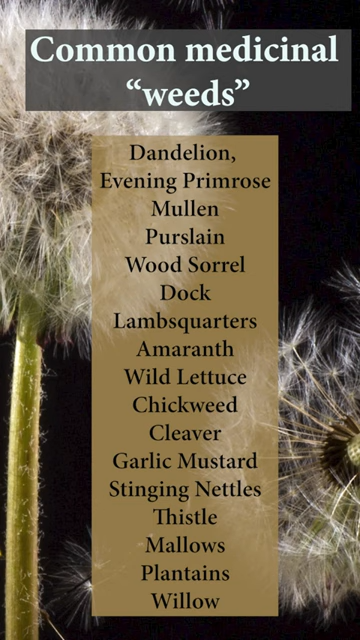 Common medicinal
“weeds”
Dandelion,
Evening Primrose
Mullen
Purslain
Wood Sorrel
Dock
Lambsquarters
Amaranth
Wild Lettuce
Chickweed
Cleaver
Garlic Mustard
Stinging Nettles
Thistle
Mallows
Plantains
Willow